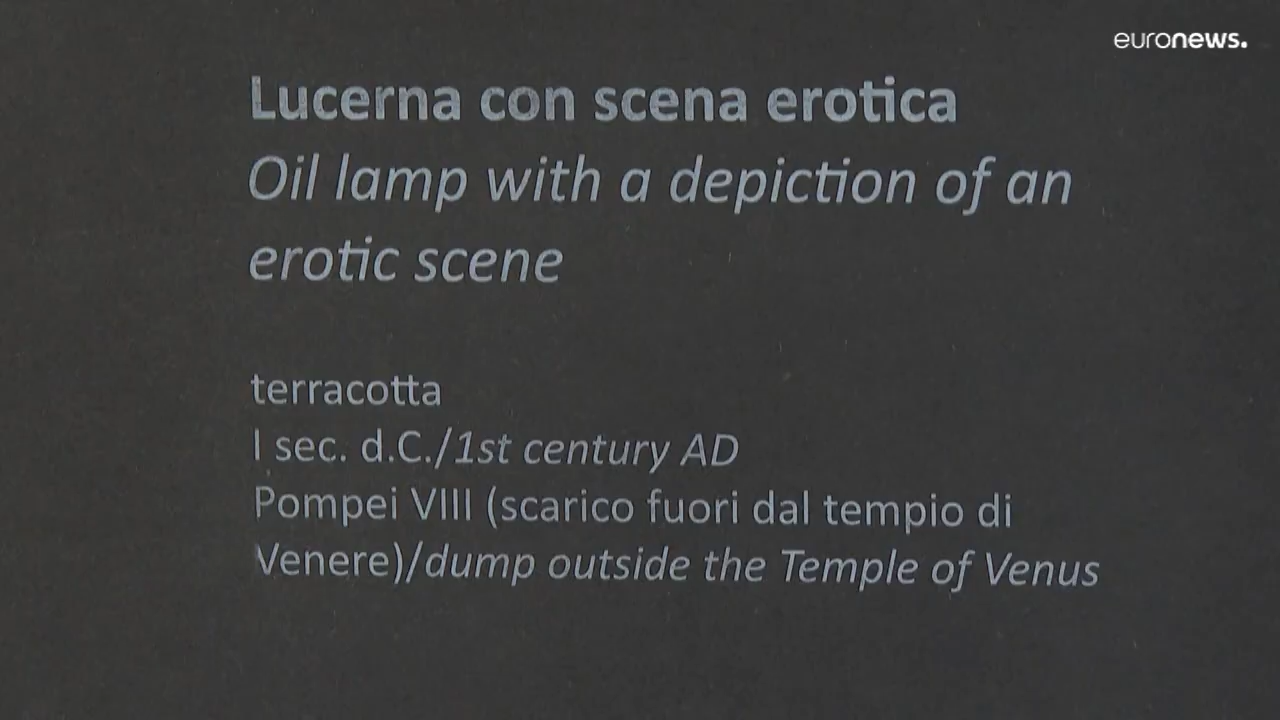 euronews.
Lucerna con scena erotica
Oil lamp with a depiction of an
erotic scene
terracotta
I sec. d.C./1st century AD
Pompei VIII (scarico fuori dal tempio di
Venere)/dump outside the Temple of Venus